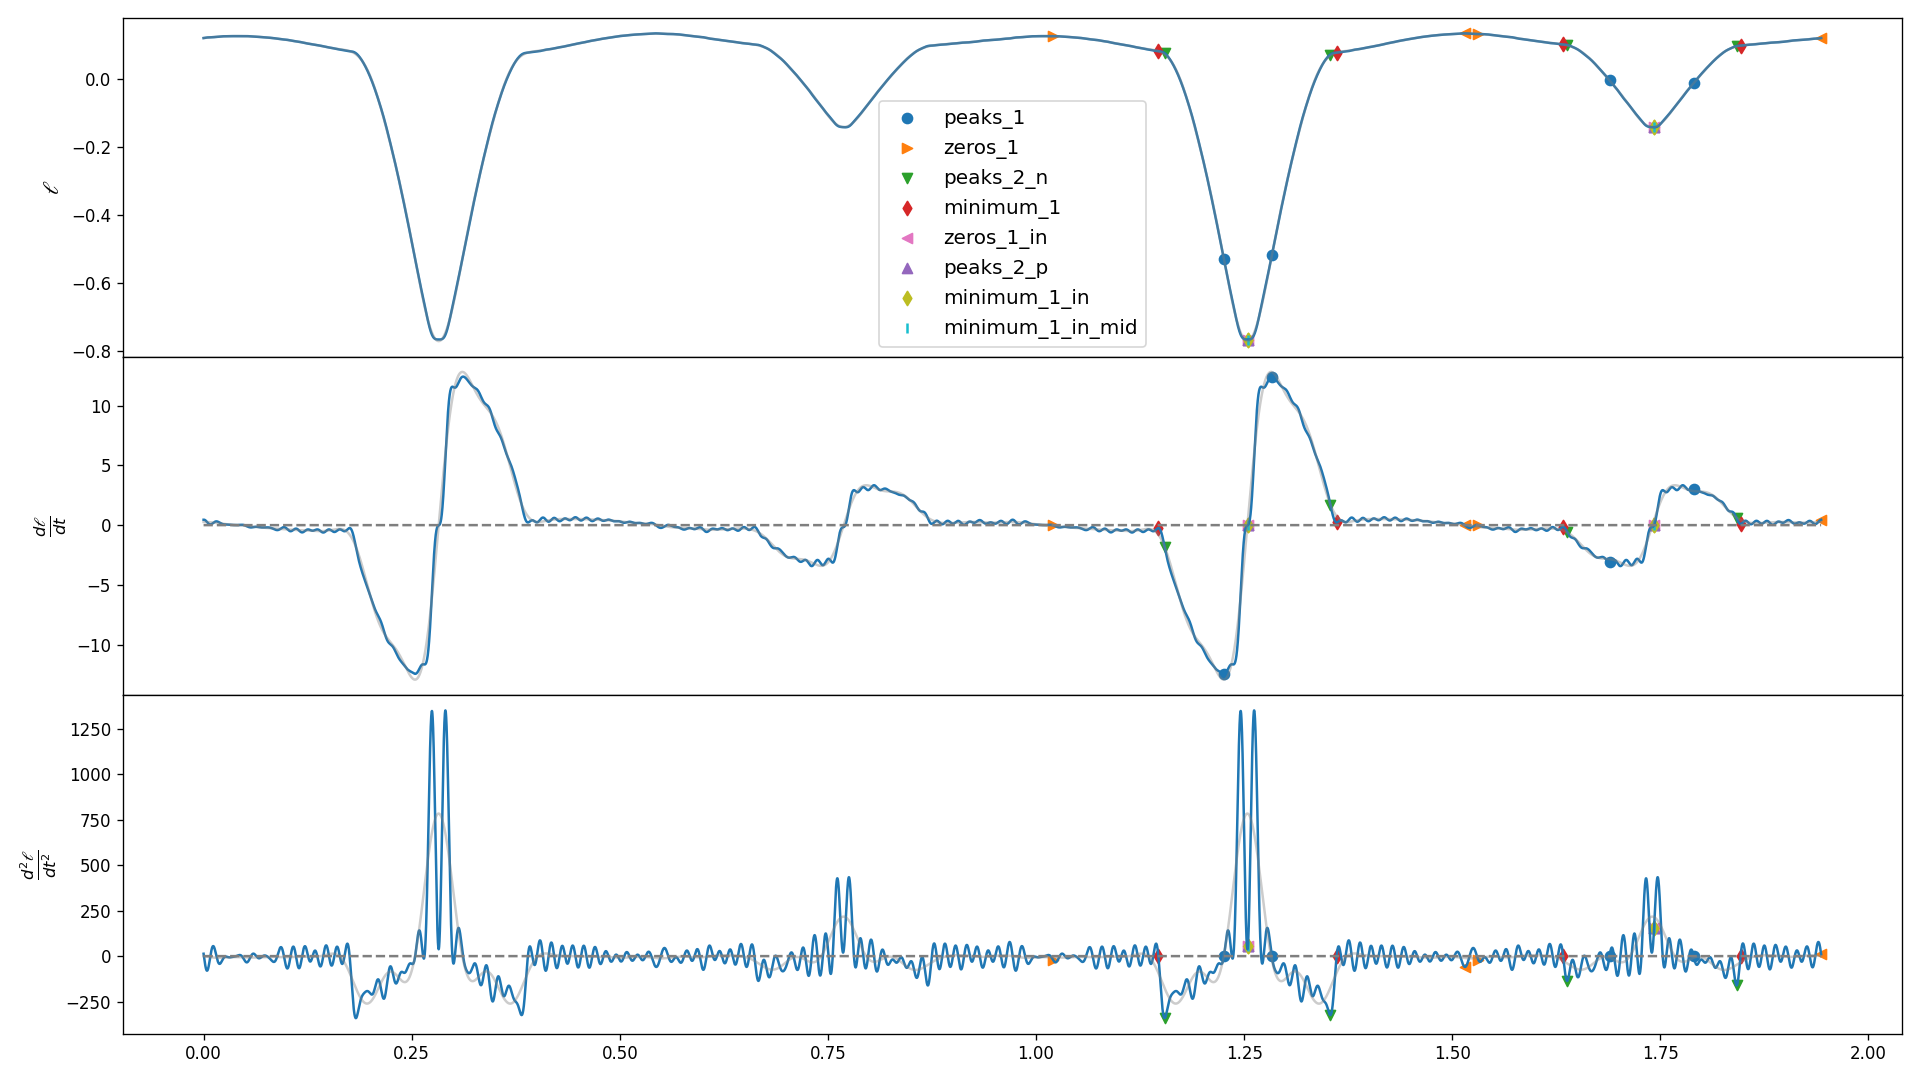 0.0
−0.2
−0.4
−0.6
−0.8
ℓ
peaks_1
zeros_1
peaks_2_n
minimum_1
zeros_1_in
peaks_2_p
minimum_1_in
minimum_1_in_mid
10
5
0
−5
−10
dℓ
dt
1250
1000
750
500
250
0
−250
d²ℓ
dt²
0.00 0.25 0.50 0.75 1.00 1.25 1.50 1.75 2.00